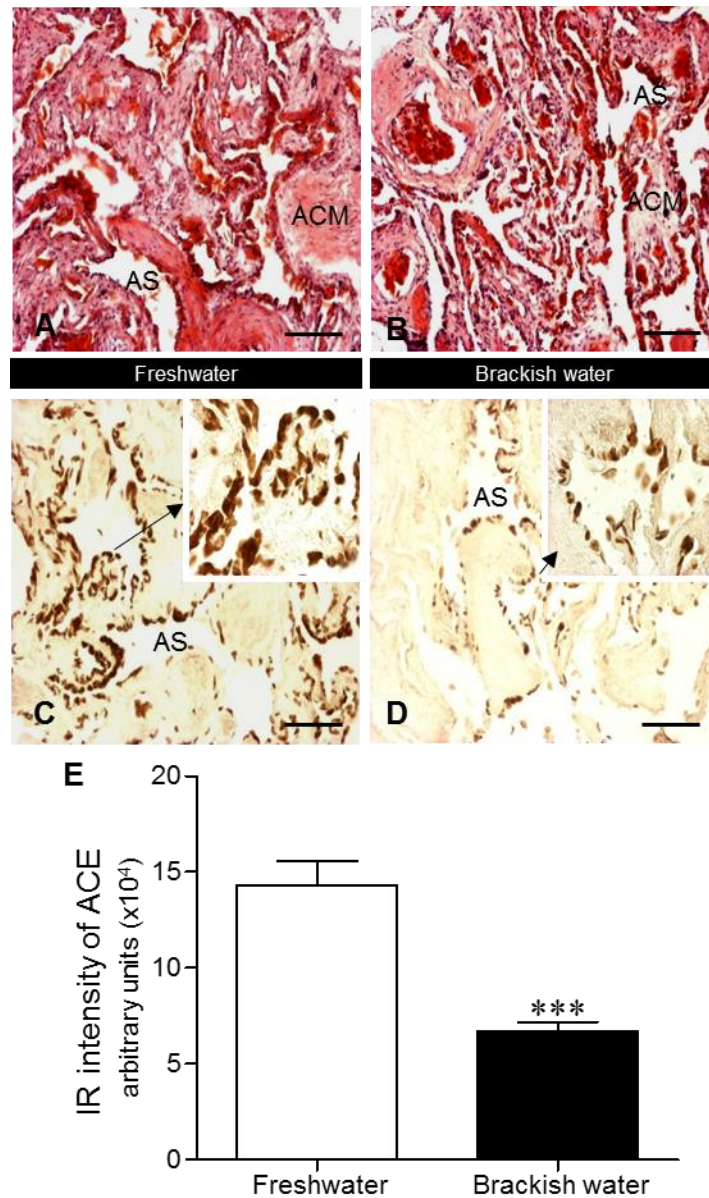 AS
ACM
A
AS
ACM
B
Freshwater
Brackish water
AS
C
AS
D
E
IR intensity of ACE
arbitrary units (x10⁴)
20
15
10
5
0
***
Freshwater
Brackish water